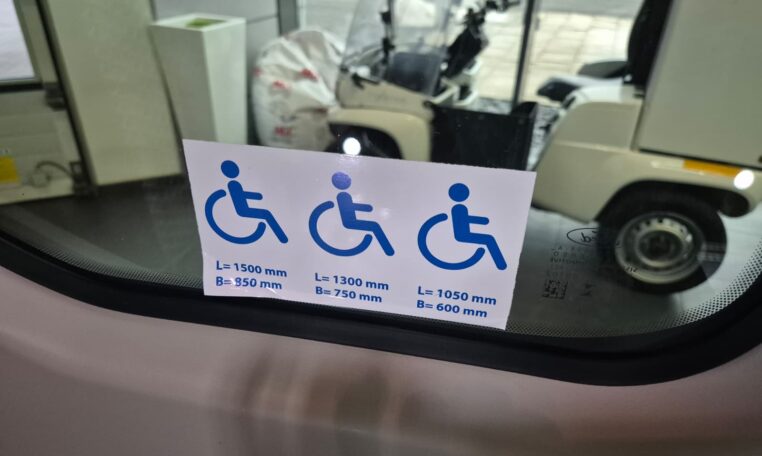 L= 1500 mm
B= 850 mm
L= 1300 mm
B= 750 mm
L= 1050 mm
B= 600 mm